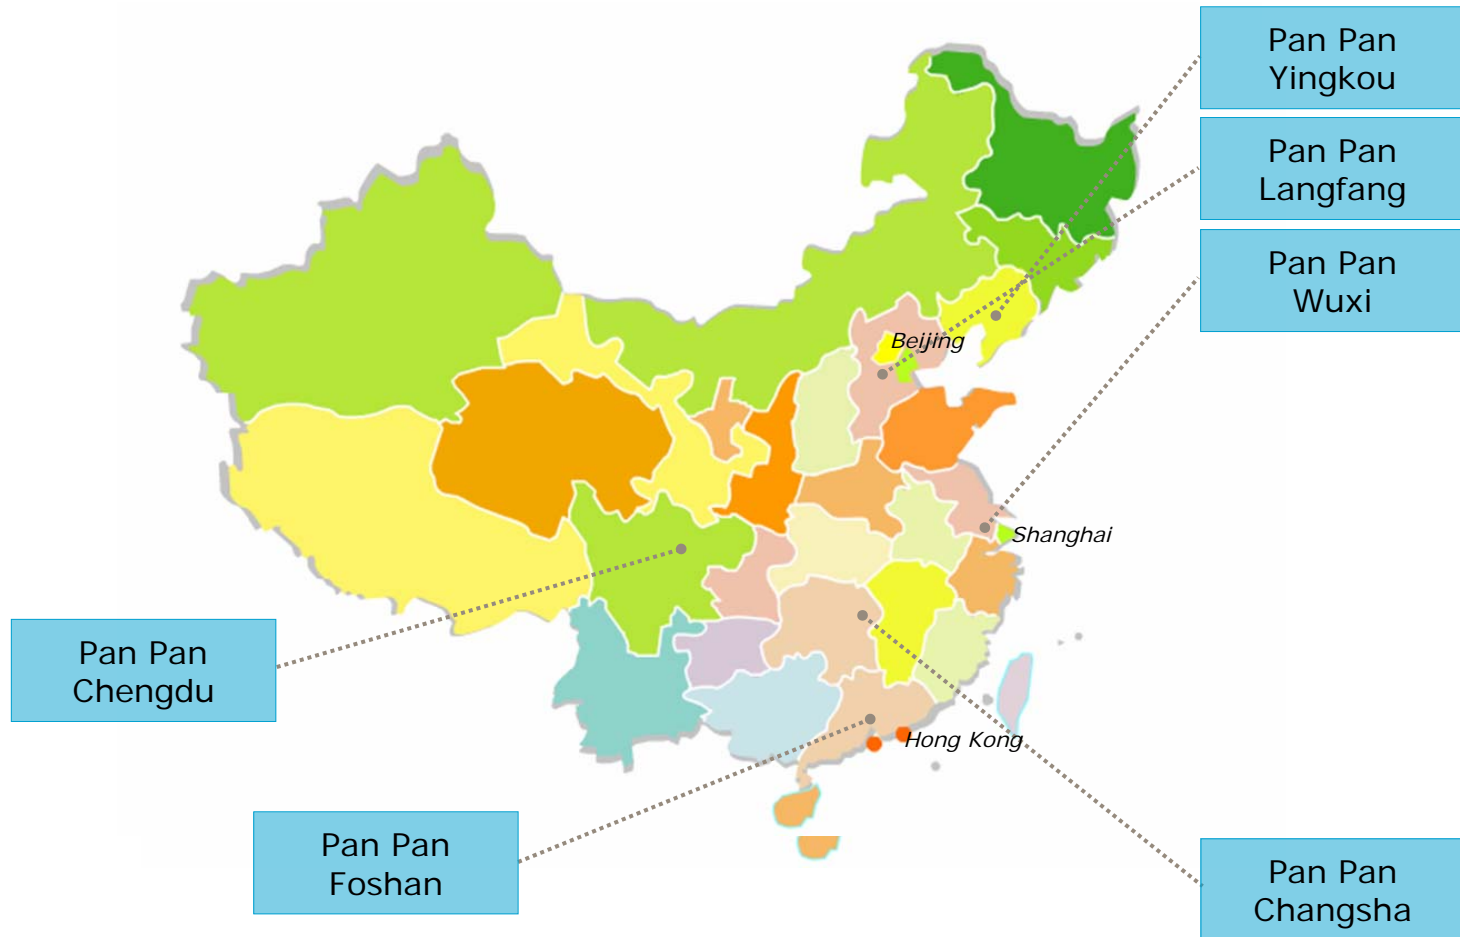 Pan Pan
Yingkou
Pan Pan
Langfang
Pan Pan
Wuxi
Beijing
Shanghai
Pan Pan
Chengdu
Hong Kong
Pan Pan
Foshan
Pan Pan
Changsha